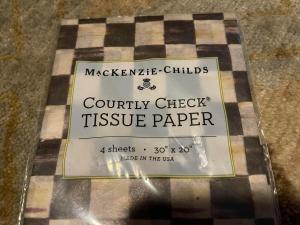 MACKENZIE-CHILDS
COURTLY CHECK®
TISSUE PAPER
4 sheets • 30" x 20"
MADE IN THE USA